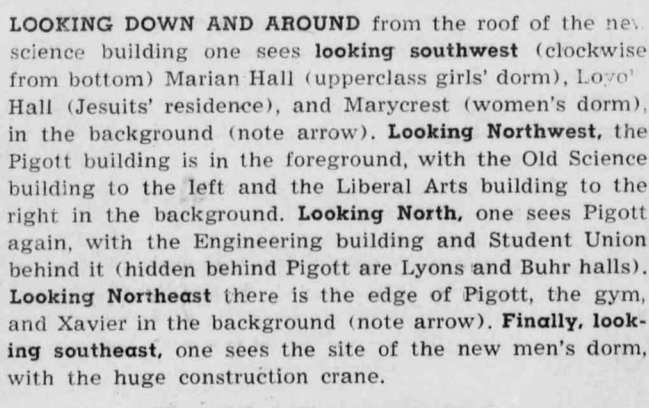 LOOKING DOWN AND AROUND from the roof of the new
science building one sees looking southwest (clockwise
from bottom) Marian Hall (upperclass girls' dorm),
Hall (Jesuits' residence), and Marycrest (women's dorm),
in the background (note arrow). Looking Northwest, the
Pigott building is in the foreground, with the Old Science
building to the left and the Liberal Arts building to the
right in the background. Looking North, one sees Pigott
again, with the Engineering building and Student Union
behind it (hidden behind Pigott are Lyons and Buhr halls).
Looking Northeast there is the edge of Pigott, the gym,
and Xavier in the background (note arrow). Finally, look-
ing southeast, one sees the site of the new men's dorm,
with the huge construction crane.